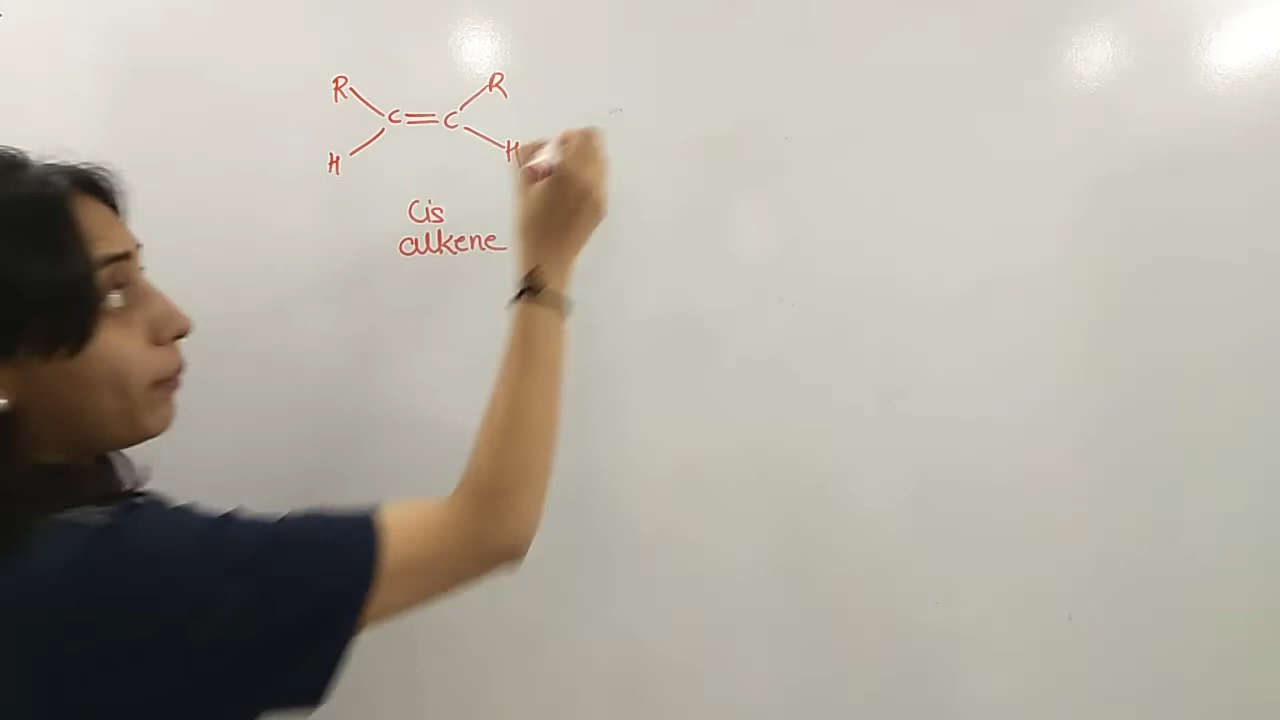 R R
C=C
H H
Cis
alkene